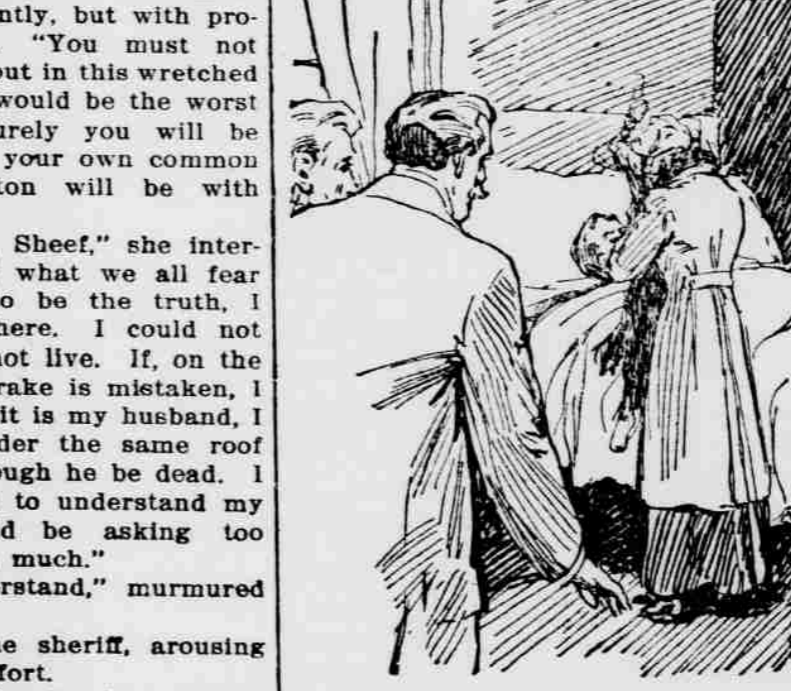 ntly, but with pro-
"You must not
out in this wretched
would be the worst
urely you will be
your own common
ton will be with
Sheef," she inter-
what we all fear
o be the truth, I
here. I could not
not live. If, on the
rake is mistaken, I
it is my husband, I
der the same roof
ough he be dead. I
to understand my
d be asking too
much."
rstand," murmured
e sheriff, arousing
fort.